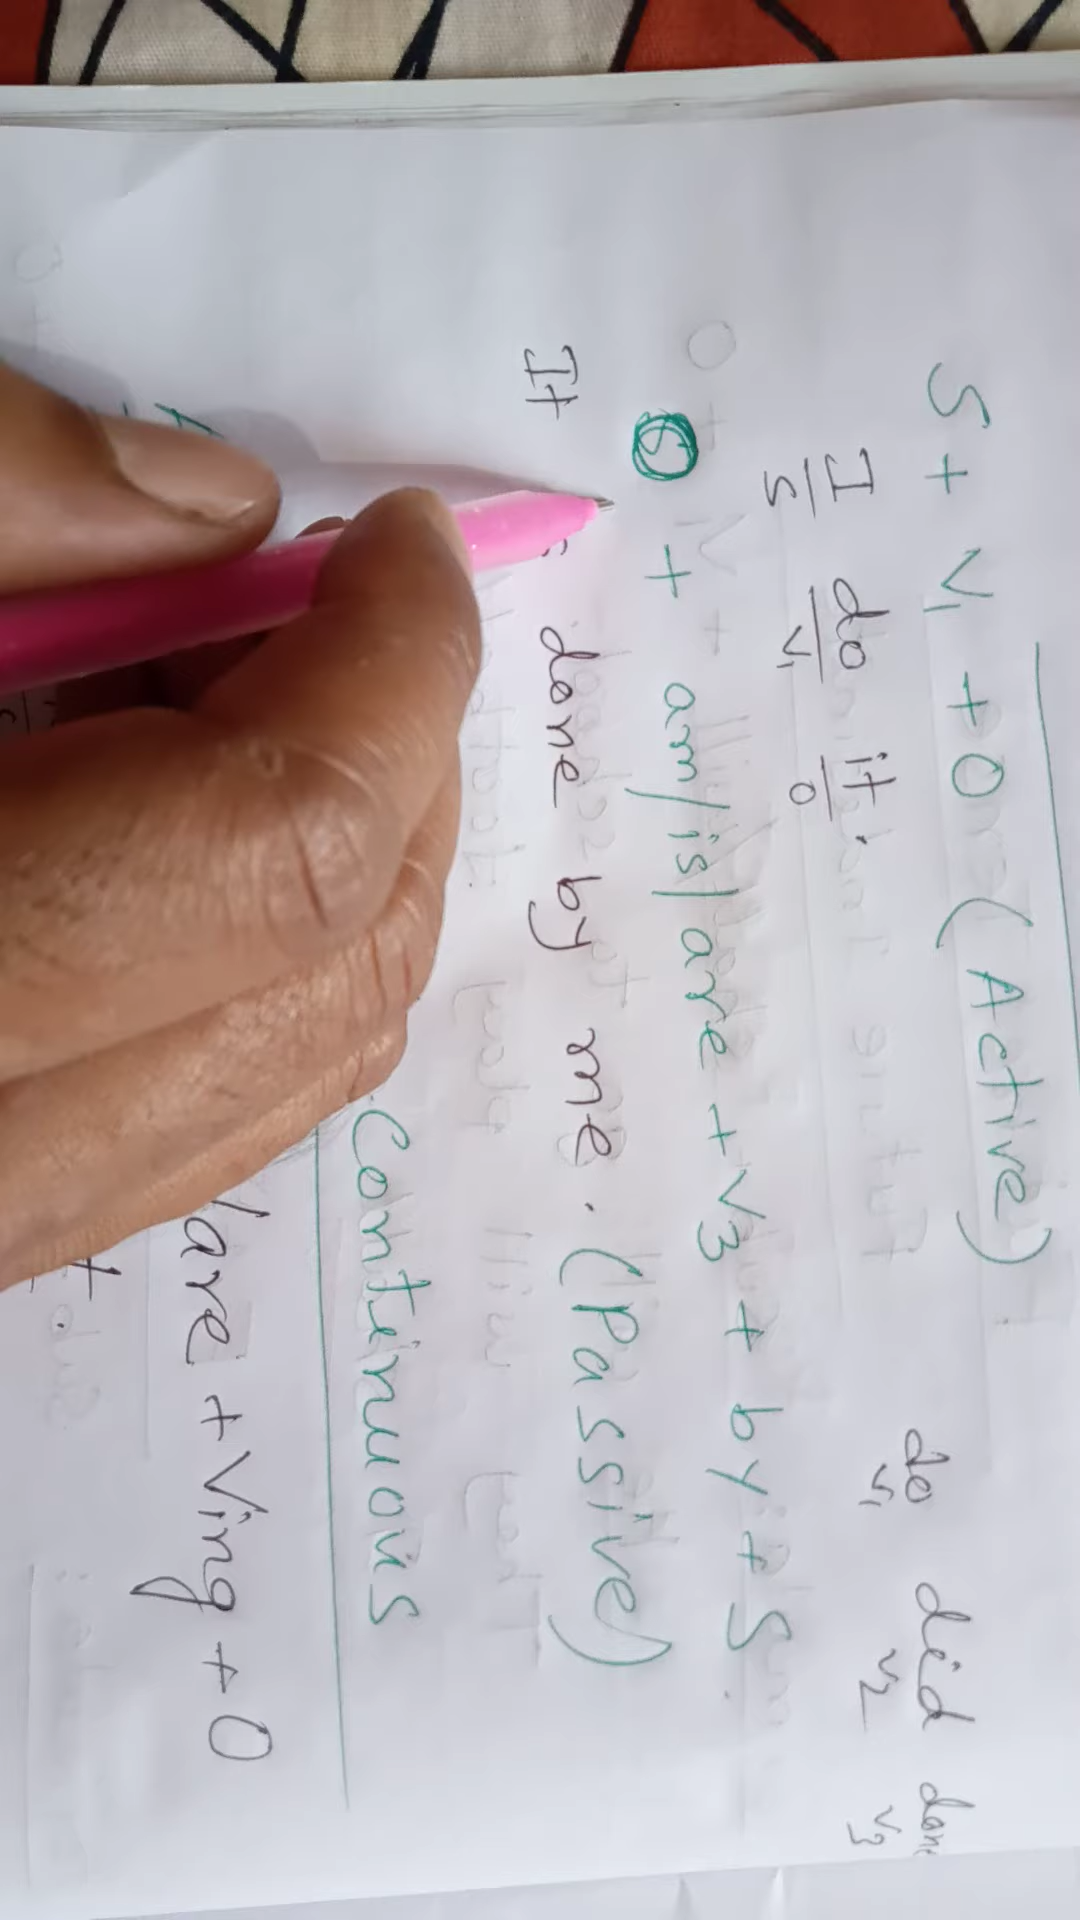 S + V1 + O (Active)
I do it.
S V1 O
do did done
V1 V2 V3
O + am/is/are + V3 + by + S.
It done by me. (Passive)
Continuous
/are + Ving + O